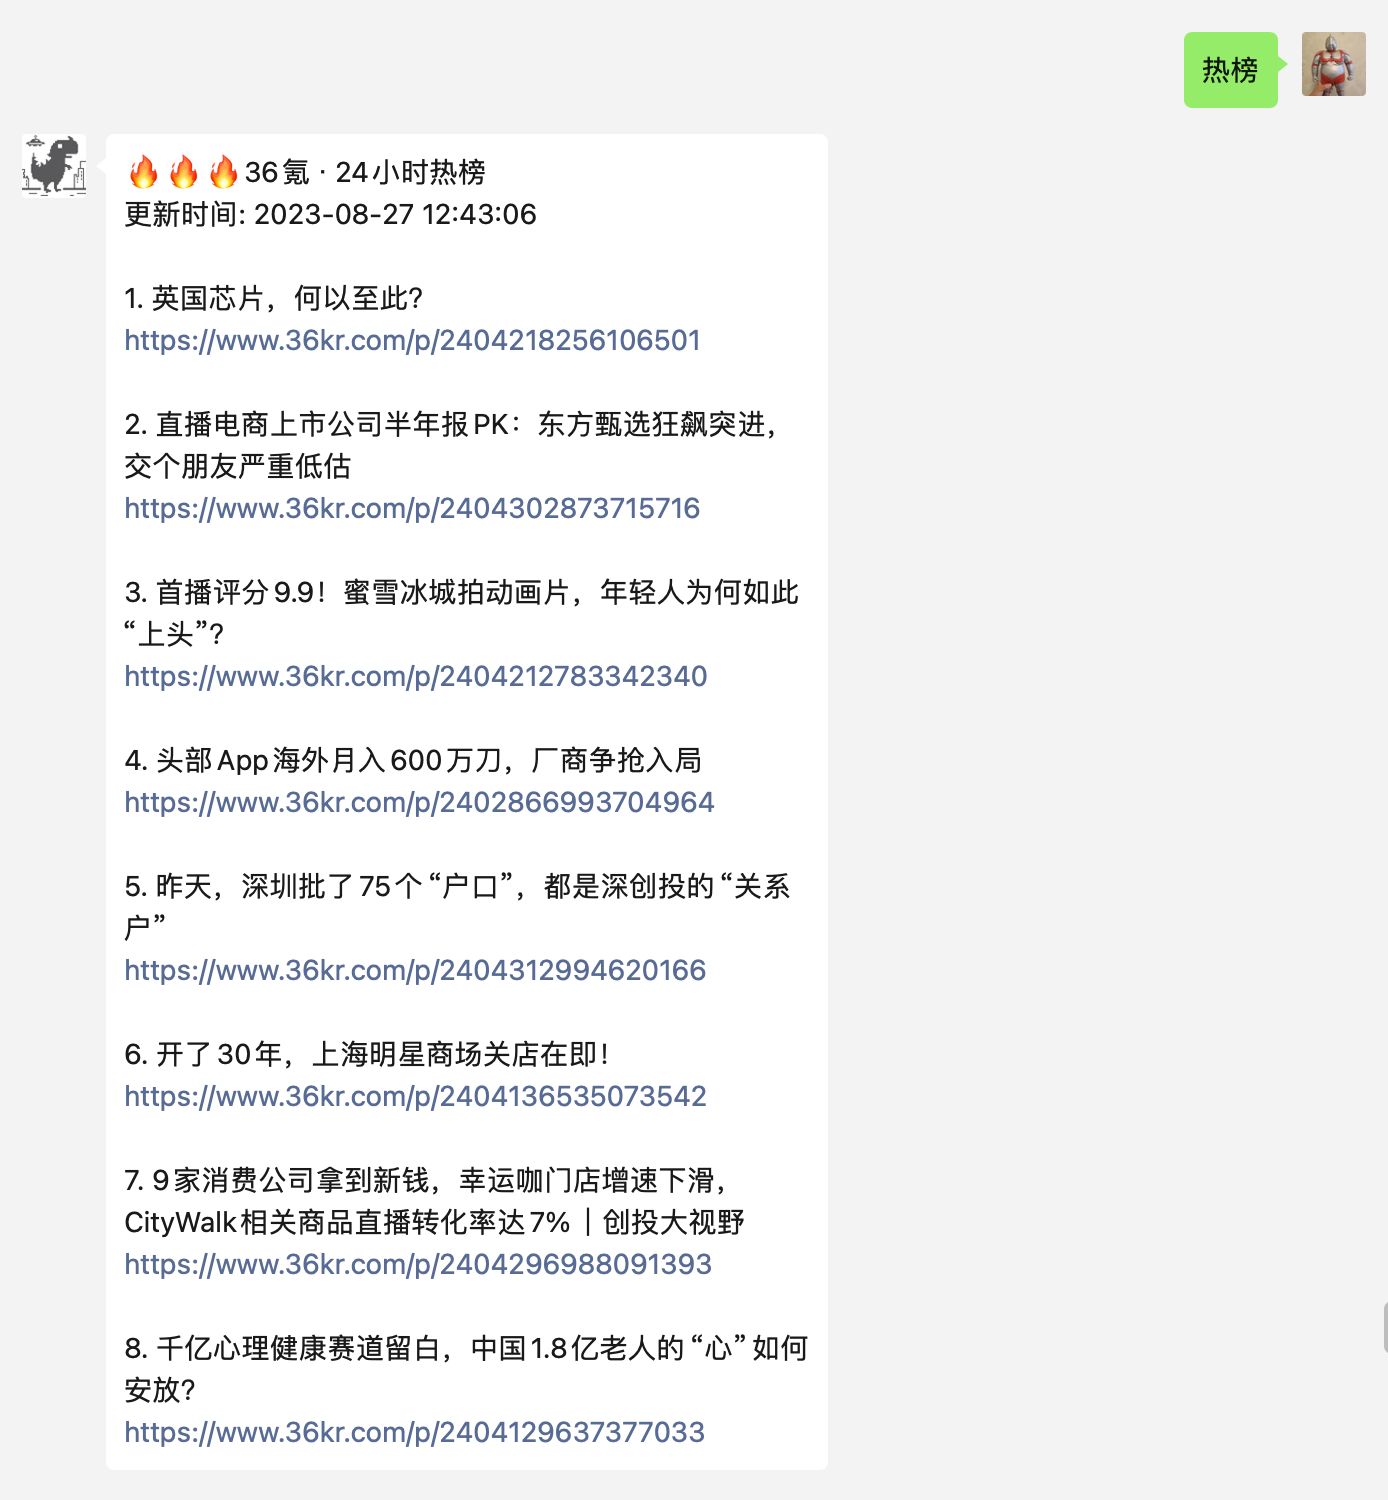 热榜
🔥🔥🔥36氪 · 24小时热榜
更新时间: 2023-08-27 12:43:06
1. 英国芯片，何以至此?
https://www.36kr.com/p/2404218256106501
2. 直播电商上市公司半年报PK：东方甄选狂飙突进，
交个朋友严重低估
https://www.36kr.com/p/2404302873715716
3. 首播评分9.9！蜜雪冰城拍动画片，年轻人为何如此
“上头”?
https://www.36kr.com/p/2404212783342340
4. 头部App海外月入600万刀，厂商争抢入局
https://www.36kr.com/p/2402866993704964
5. 昨天，深圳批了75个“户口”，都是深创投的“关系
户”
https://www.36kr.com/p/2404312994620166
6. 开了30年，上海明星商场关店在即！
https://www.36kr.com/p/2404136535073542
7. 9家消费公司拿到新钱，幸运咖门店增速下滑，
CityWalk相关商品直播转化率达7%｜创投大视野
https://www.36kr.com/p/2404296988091393
8. 千亿心理健康赛道留白，中国1.8亿老人的“心”如何
安放?
https://www.36kr.com/p/2404129637377033